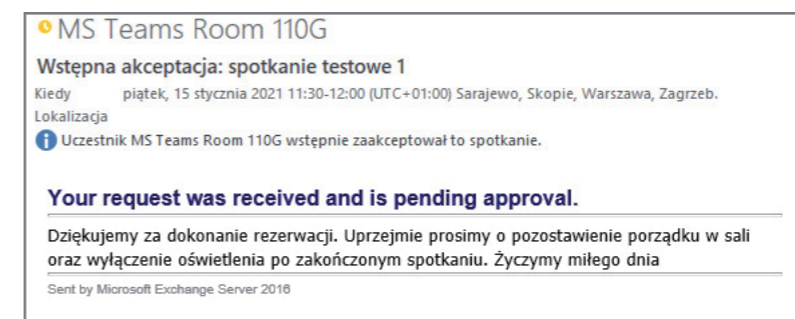 MS Teams Room 110G
Wstępna akceptacja: spotkanie testowe 1
Kiedy piątek, 15 stycznia 2021 11:30-12:00 (UTC+01:00) Sarajewo, Skopie, Warszawa, Zagrzeb.
Lokalizacja
Uczestnik MS Teams Room 110G wstępnie zaakceptował to spotkanie.
Your request was received and is pending approval.
Dziękujemy za dokonanie rezerwacji. Uprzejmie prosimy o pozostawienie porządku w sali
oraz wyłączenie oświetlenia po zakończonym spotkaniu. Życzymy miłego dnia
Sent by Microsoft Exchange Server 2016